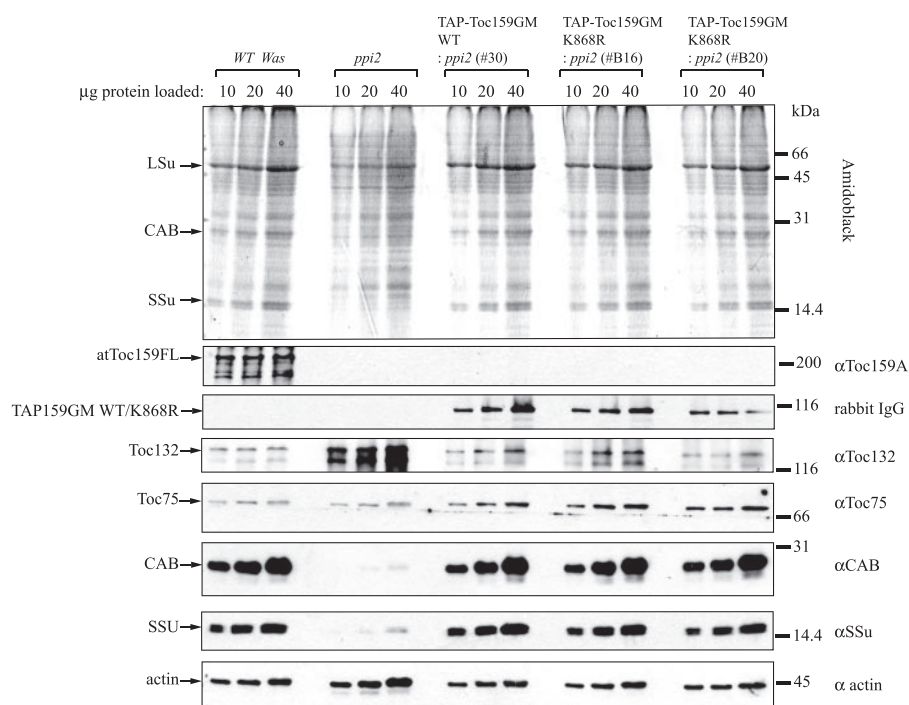 TAP-Toc159GM TAP-Toc159GM TAP-Toc159GM
WT K868R K868R
WT Was ppi2 : ppi2 (#30) : ppi2 (#B16) : ppi2 (#B20)
µg protein loaded: 10 20 40 10 20 40 10 20 40 10 20 40 10 20 40 kDa
LSu 66
45
31
CAB
SSu 14.4
Amidoblack
atToc159FL 200 αToc159A
TAP159GM WT/K868R 116 rabbit IgG
Toc132 116 αToc132
Toc75 66 αToc75
31
CAB αCAB
SSU 14.4 αSSu
actin 45 α actin